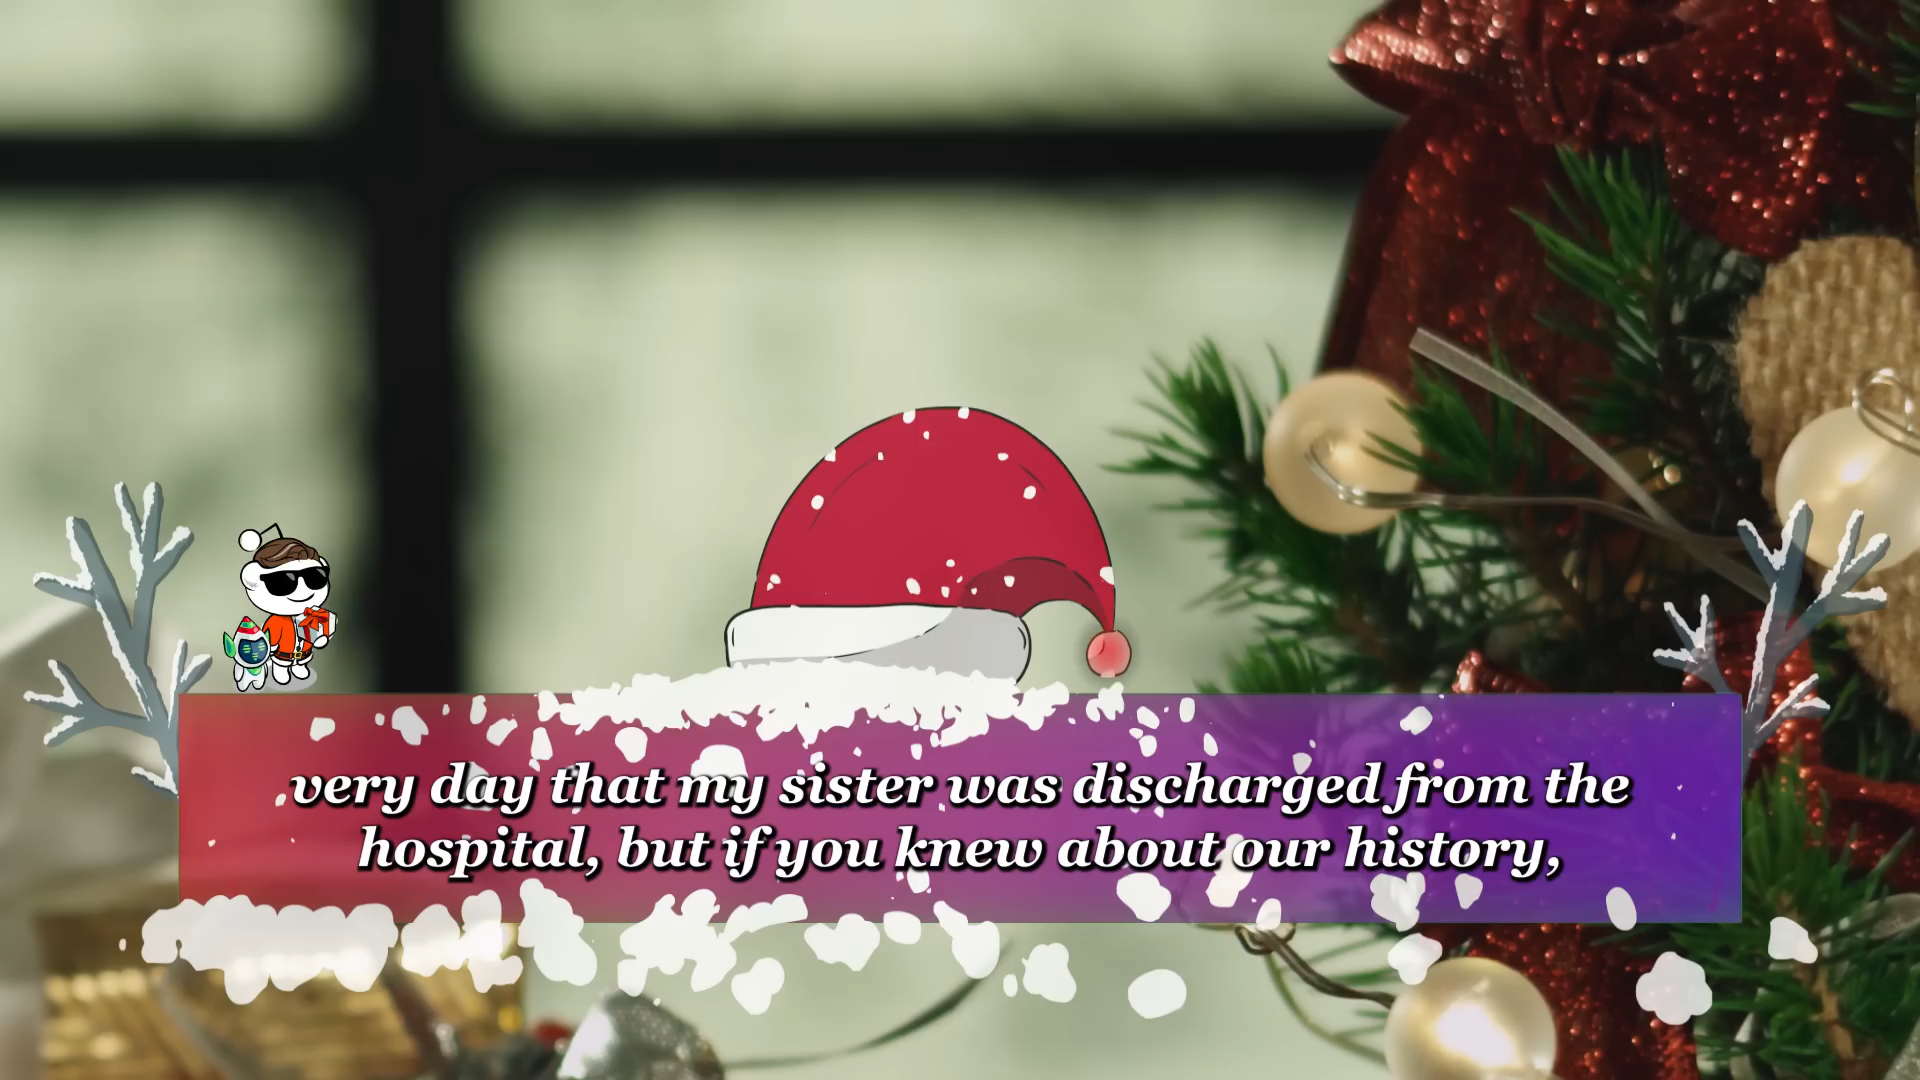 very day that my sister was discharged from the
hospital, but if you knew about our history,